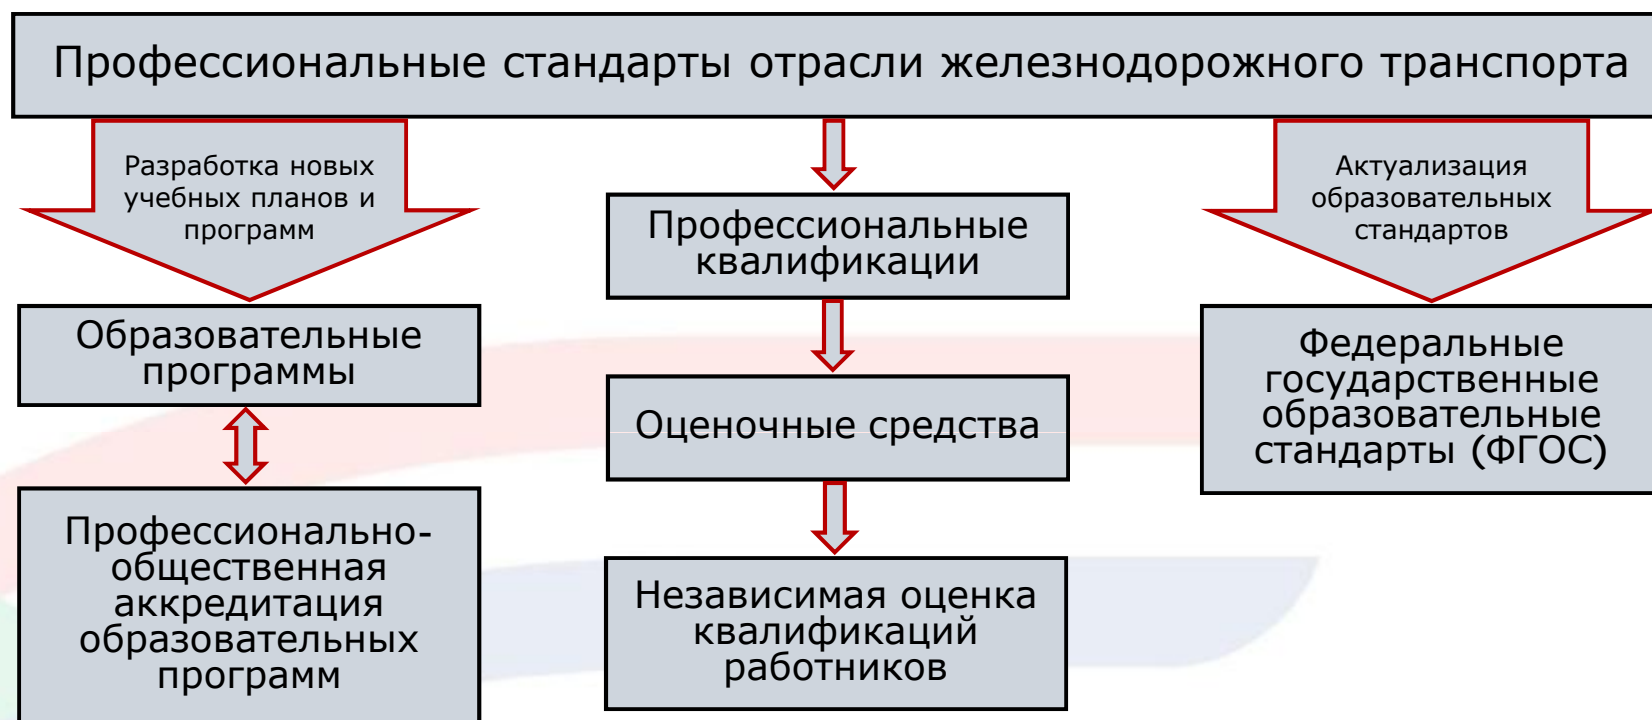 Профессиональные стандарты отрасли железнодорожного транспорта
Разработка новых
учебных планов и
программ
Образовательные
программы
Профессионально-
общественная
аккредитация
образовательных
программ
Профессиональные
квалификации
Оценочные средства
Независимая оценка
квалификаций
работников
Актуализация
образовательных
стандартов
Федеральные
государственные
образовательные
стандарты (ФГОС)